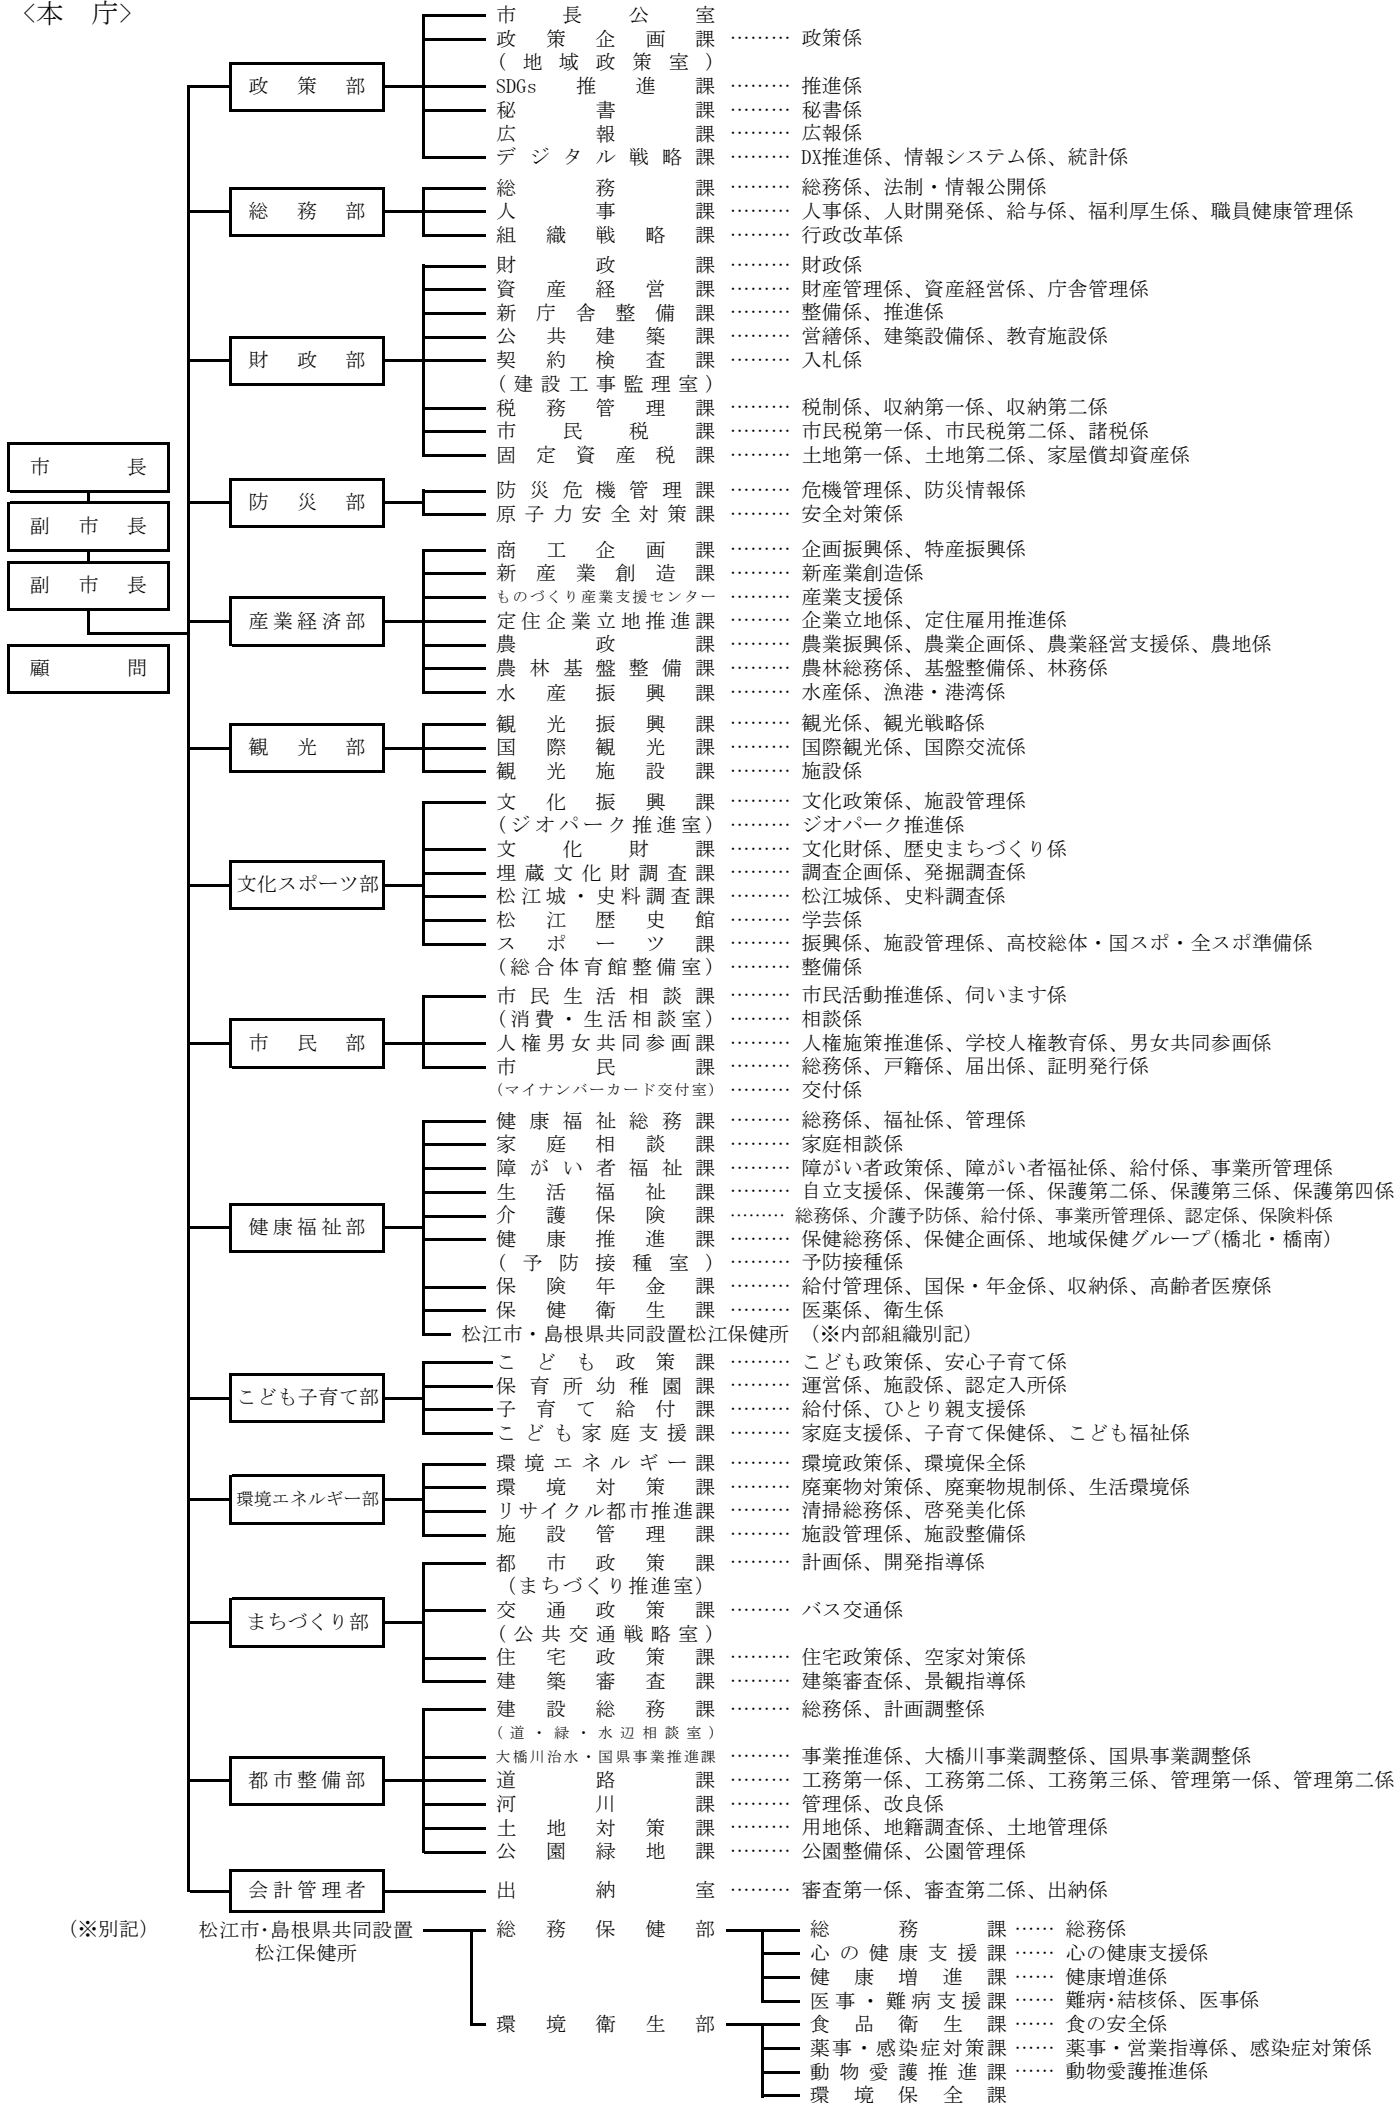 〈本　庁〉
市長公室
政策企画課 ……… 政策係
(地域政策室)
政策部
SDGs推進課 ……… 推進係
秘書課 ……… 秘書係
広報課 ……… 広報係
デジタル戦略課 ……… DX推進係、情報システム係、統計係
総務課 ……… 総務係、法制・情報公開係
総務部
人事課 ……… 人事係、人財開発係、給与係、福利厚生係、職員健康管理係
組織戦略課 ……… 行政改革係
財政課 ……… 財政係
資産経営課 ……… 財産管理係、資産経営係、庁舎管理係
新庁舎整備課 ……… 整備係、推進係
公共建築課 ……… 営繕係、建築設備係、教育施設係
財政部
契約検査課 ……… 入札係
(建設工事監理室)
税務管理課 ……… 税制係、収納第一係、収納第二係
市民税課 ……… 市民税第一係、市民税第二係、諸税係
固定資産税課 ……… 土地第一係、土地第二係、家屋償却資産係
市長
副市長
副市長
顧問
防災部
防災危機管理課 ……… 危機管理係、防災情報係
原子力安全対策課 ……… 安全対策係
商工企画課 ……… 企画振興係、特産振興係
新産業創造課 ……… 新産業創造係
ものづくり産業支援センター ……… 産業支援係
産業経済部
定住企業立地推進課 ……… 企業立地係、定住雇用推進係
農政課 ……… 農業振興係、農業企画係、農業経営支援係、農地係
農林基盤整備課 ……… 農林総務係、基盤整備係、林務係
水産振興課 ……… 水産係、漁港・港湾係
観光振興課 ……… 観光係、観光戦略係
観光部
国際観光課 ……… 国際観光係、国際交流係
観光施設課 ……… 施設係
文化振興課 ……… 文化政策係、施設管理係
(ジオパーク推進室) ……… ジオパーク推進係
文化財課 ……… 文化財係、歴史まちづくり係
埋蔵文化財調査課 ……… 調査企画係、発掘調査係
文化スポーツ部
松江城・史料調査課 ……… 松江城係、史料調査係
松江歴史館 ……… 学芸係
スポーツ課 ……… 振興係、施設管理係、高校総体・国スポ・全スポ準備係
(総合体育館整備室) ……… 整備係
市民生活相談課 ……… 市民活動推進係、伺います係
(消費・生活相談室) ……… 相談係
市民部
人権男女共同参画課 ……… 人権施策推進係、学校人権教育係、男女共同参画係
市民課 ……… 総務係、戸籍係、届出係、証明発行係
(マイナンバーカード交付室) ……… 交付係
健康福祉総務課 ……… 総務係、福祉係、管理係
家庭相談課 ……… 家庭相談係
障がい者福祉課 ……… 障がい者政策係、障がい者福祉係、給付係、事業所管理係
生活福祉課 ……… 自立支援係、保護第一係、保護第二係、保護第三係、保護第四係
介護保険課 ……… 総務係、介護予防係、給付係、事業所管理係、認定係、保険料係
健康福祉部
健康推進課 ……… 保健総務係、保健企画係、地域保健グループ(橋北・橋南)
(予防接種室) ……… 予防接種係
保険年金課 ……… 給付管理係、国保・年金係、収納係、高齢者医療係
保健衛生課 ……… 医薬係、衛生係
松江市・島根県共同設置松江保健所　(※内部組織別記)
こども政策課 ……… こども政策係、安心子育て係
保育所幼稚園課 ……… 運営係、施設係、認定入所係
こども子育て部
子育て給付課 ……… 給付係、ひとり親支援係
こども家庭支援課 ……… 家庭支援係、子育て保健係、こども福祉係
環境エネルギー課 ……… 環境政策係、環境保全係
環境対策課 ……… 廃棄物対策係、廃棄物規制係、生活環境係
環境エネルギー部
リサイクル都市推進課 ……… 清掃総務係、啓発美化係
施設管理課 ……… 施設管理係、施設整備係
都市政策課 ……… 計画係、開発指導係
(まちづくり推進室)
交通政策課 ……… バス交通係
まちづくり部
(公共交通戦略室)
住宅政策課 ……… 住宅政策係、空家対策係
建築審査課 ……… 建築審査係、景観指導係
建設総務課 ……… 総務係、計画調整係
(道・緑・水辺相談室)
大橋川治水・国県事業推進課 ……… 事業推進係、大橋川事業調整係、国県事業調整係
都市整備部
道路課 ……… 工務第一係、工務第二係、工務第三係、管理第一係、管理第二係
河川課 ……… 管理係、改良係
土地対策課 ……… 用地係、地籍調査係、土地管理係
公園緑地課 ……… 公園整備係、公園管理係
会計管理者
出納室 ……… 審査第一係、審査第二係、出納係
(※別記)　松江市・島根県共同設置
松江保健所
総務保健部
総務課 …… 総務係
心の健康支援課 …… 心の健康支援係
健康増進課 …… 健康増進係
医事・難病支援課 …… 難病・結核係、医事係
環境衛生部
食品衛生課 …… 食の安全係
薬事・感染症対策課 …… 薬事・営業指導係、感染症対策係
動物愛護推進課 …… 動物愛護推進係
環境保全課